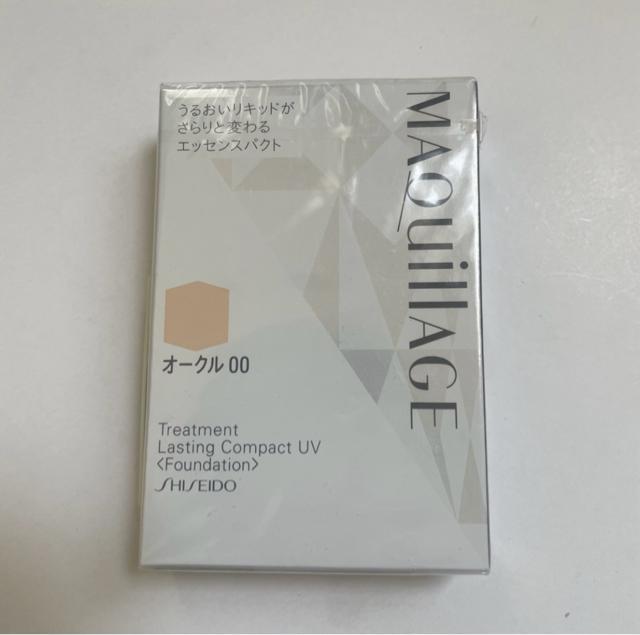 うるおいリキッドが
さらりと変わる
エッセンスパクト
MAQuillAGE
オークル 00
Treatment
Lasting Compact UV
<Foundation>
SHISEIDO